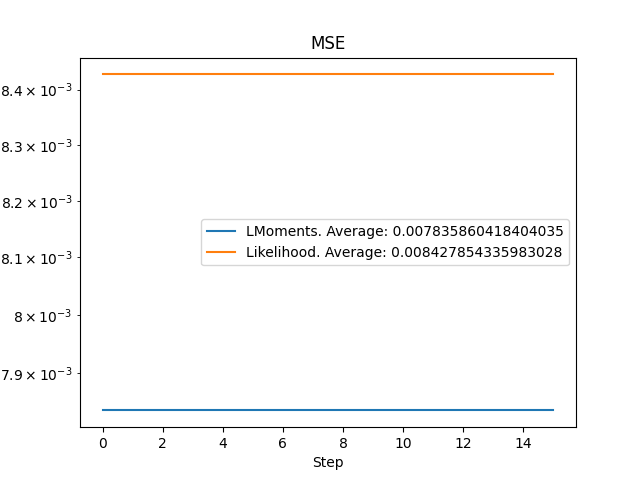 MSE
8.4 × 10⁻³
8.3 × 10⁻³
8.2 × 10⁻³
8.1 × 10⁻³
8 × 10⁻³
7.9 × 10⁻³
LMoments. Average: 0.007835860418404035
Likelihood. Average: 0.008427854335983028
0 2 4 6 8 10 12 14
Step